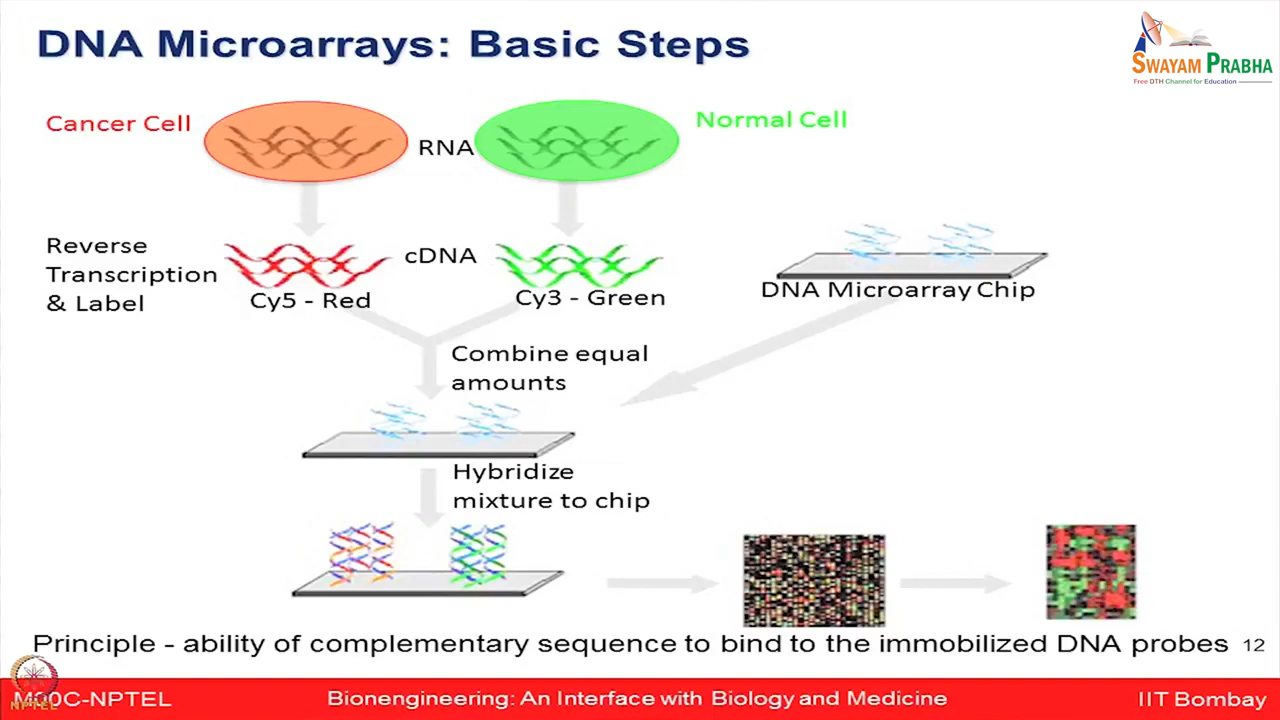 DNA Microarrays: Basic Steps
SWAYAM PRABHA
Free DTH Channel for Education
Cancer Cell
RNA
Normal Cell
Reverse
Transcription
& Label
cDNA
Cy5 - Red
Cy3 - Green
DNA Microarray Chip
Combine equal
amounts
Hybridize
mixture to chip
Principle - ability of complementary sequence to bind to the immobilized DNA probes
12
NPTEL
MOOC-NPTEL
Bionengineering: An Interface with Biology and Medicine
IIT Bombay